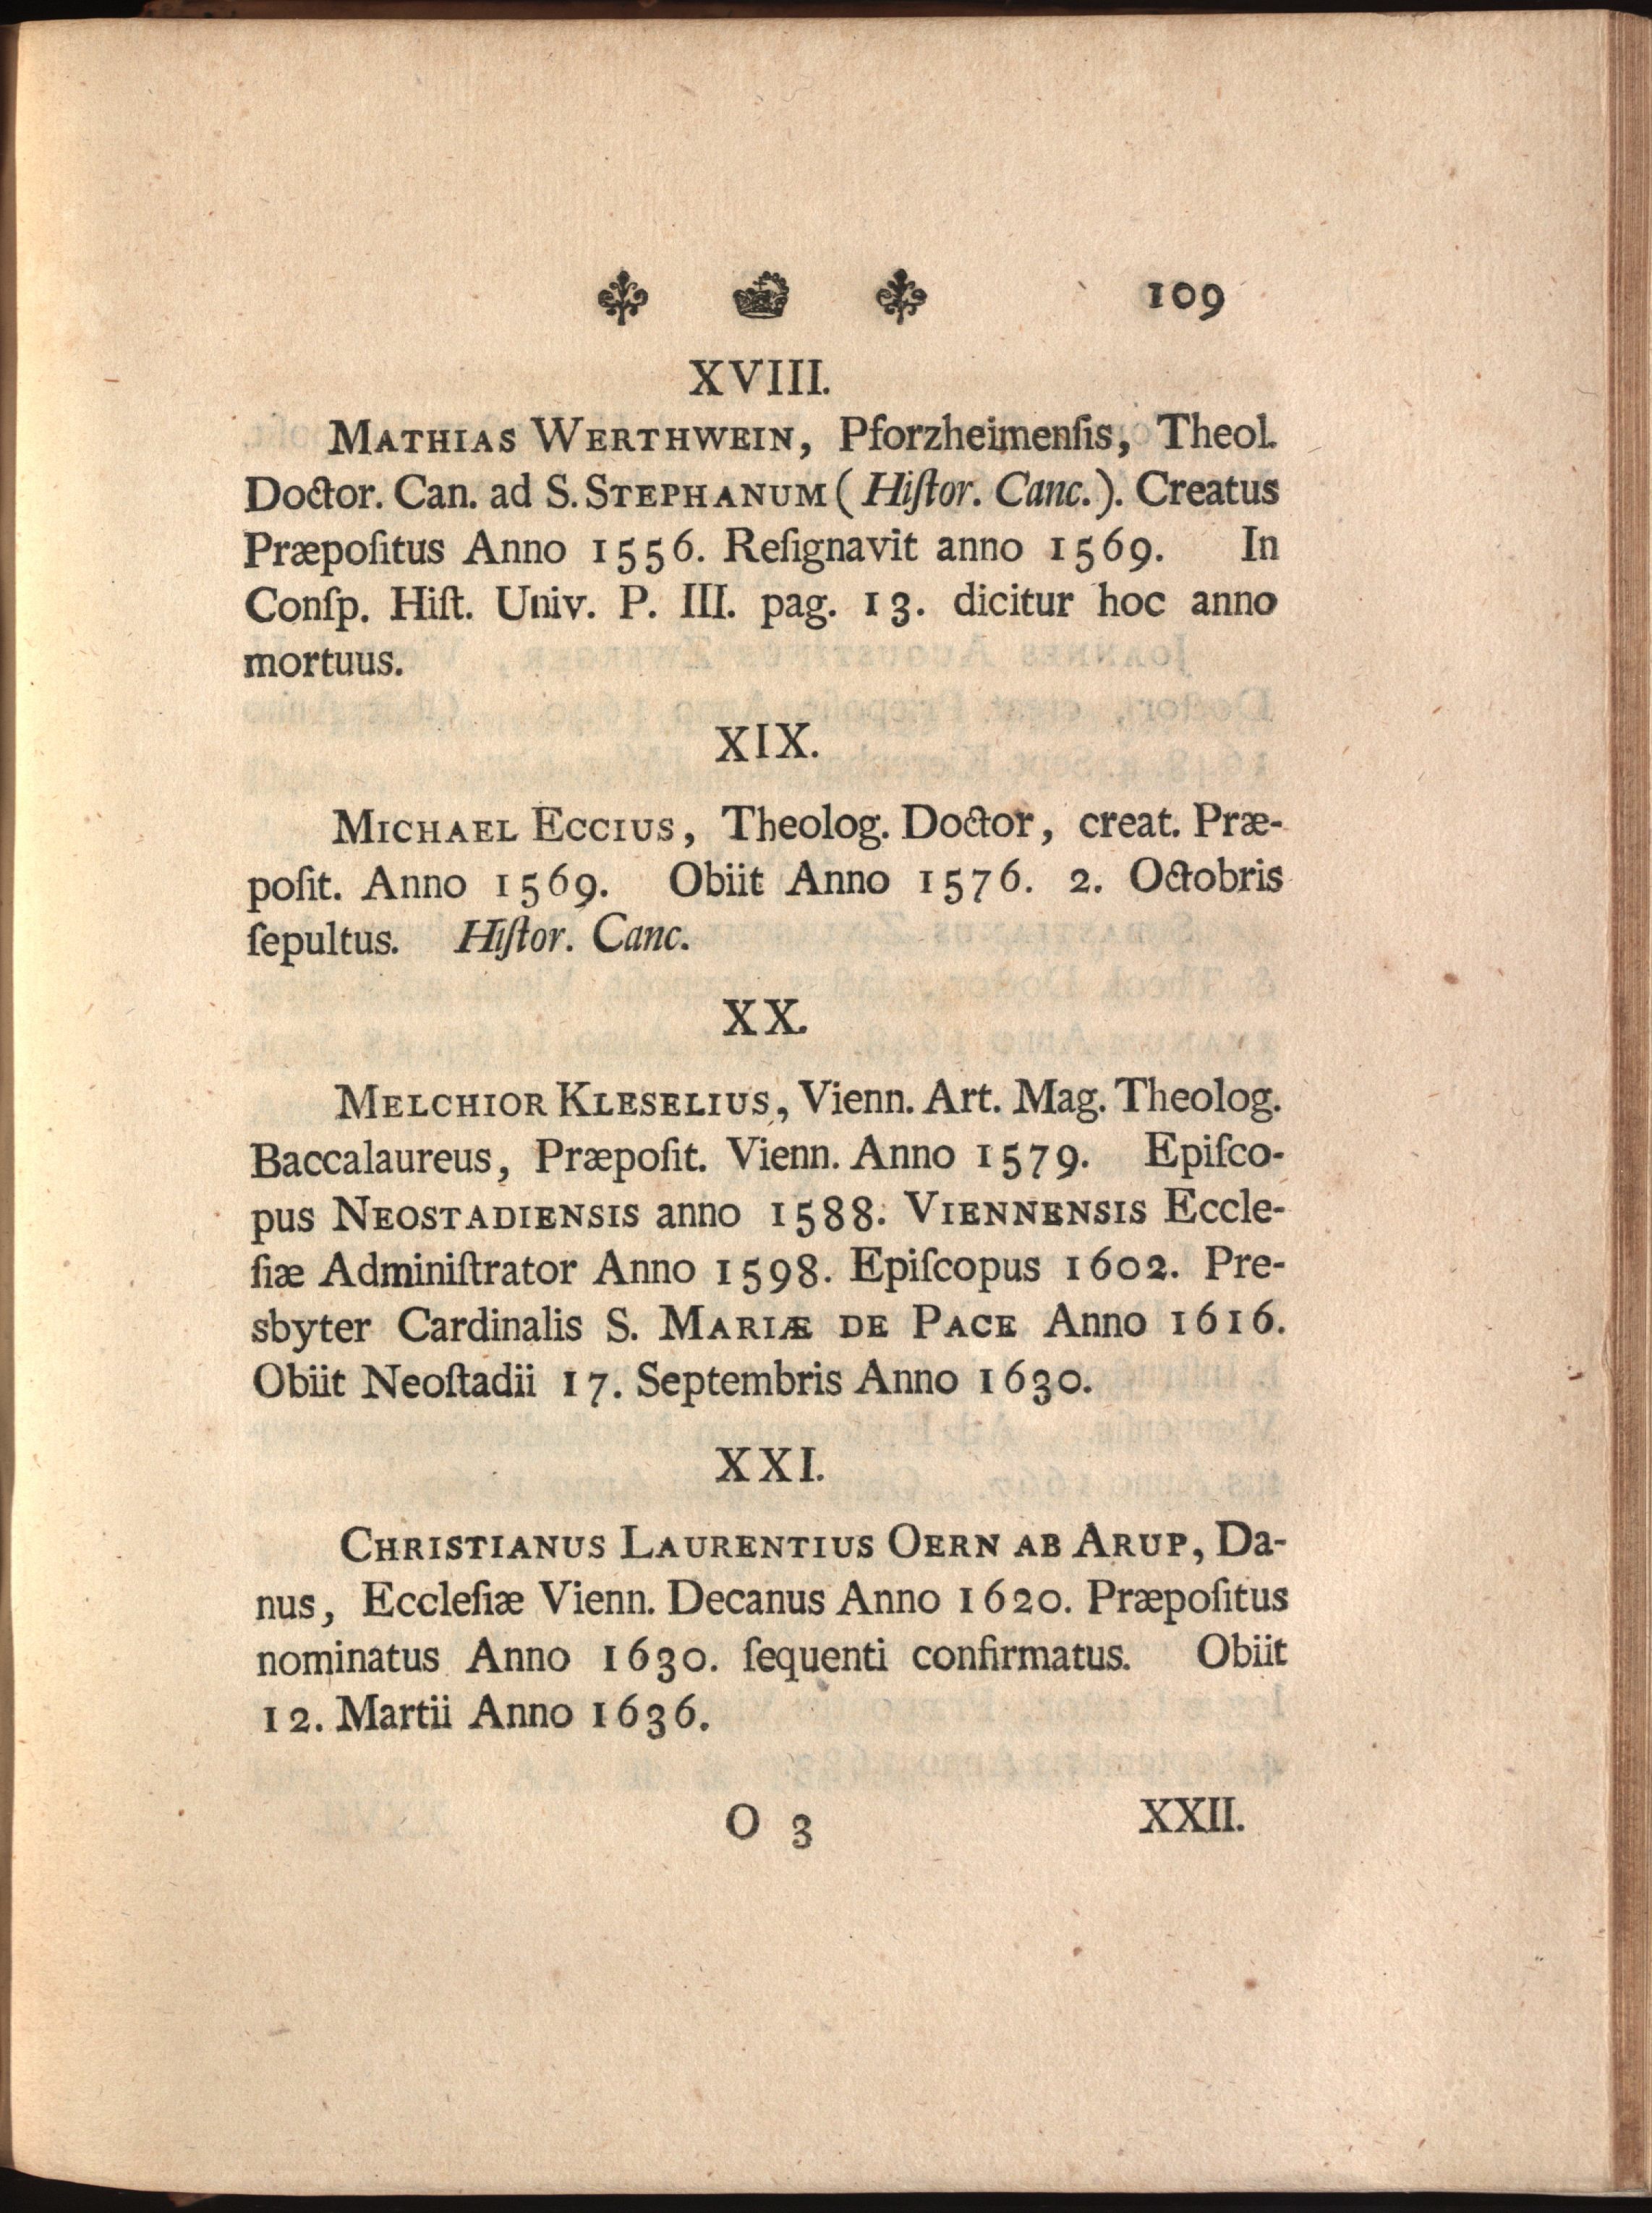 109
XVIII.
MATHIAS WERTHWEIN, Pforzheimenſis, Theol.
Doctor. Can. ad S. STEPHANUM (Hiſtor. Canc.). Creatus
Præpoſitus Anno 1556. Reſignavit anno 1569. In
Conſp. Hiſt. Univ. P. III. pag. 13. dicitur hoc anno
mortuus.
XIX.
MICHAEL ECCIUS, Theolog. Doctor, creat. Præ-
poſit. Anno 1569. Obiit Anno 1576. 2. Octobris
ſepultus. Hiſtor. Canc.
XX.
MELCHIOR KLESELIUS, Vienn. Art. Mag. Theolog.
Baccalaureus, Præpoſit. Vienn. Anno 1579. Epiſco-
pus NEOSTADIENSIS anno 1588. VIENNENSIS Eccle-
ſiæ Adminiſtrator Anno 1598. Epiſcopus 1602. Pre-
sbyter Cardinalis S. MARIÆ DE PACE Anno 1616.
Obiit Neoſtadii 17. Septembris Anno 1630.
XXI.
CHRISTIANUS LAURENTIUS OERN AB ARUP, Da-
nus, Eccleſiæ Vienn. Decanus Anno 1620. Præpoſitus
nominatus Anno 1630. ſequenti confirmatus. Obiit
12. Martii Anno 1636.
O 3 XXII.